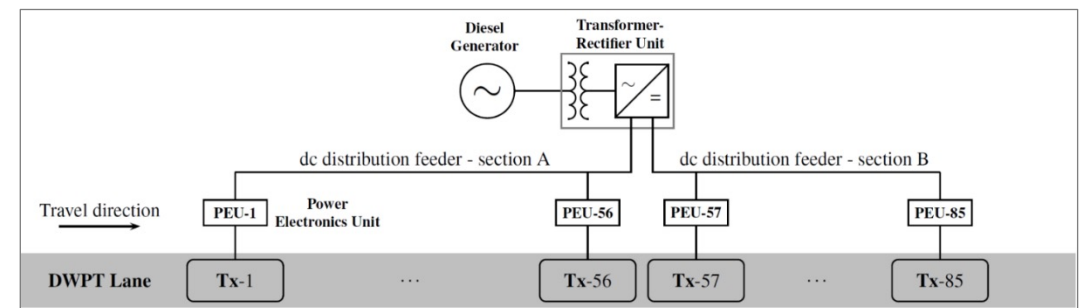 Diesel
Generator
Transformer-
Rectifier Unit
~
~
=
dc distribution feeder - section A
dc distribution feeder - section B
Travel direction
PEU-1
Power
Electronics Unit
PEU-56
PEU-57
PEU-85
DWPT Lane
Tx-1
...
Tx-56
Tx-57
...
Tx-85